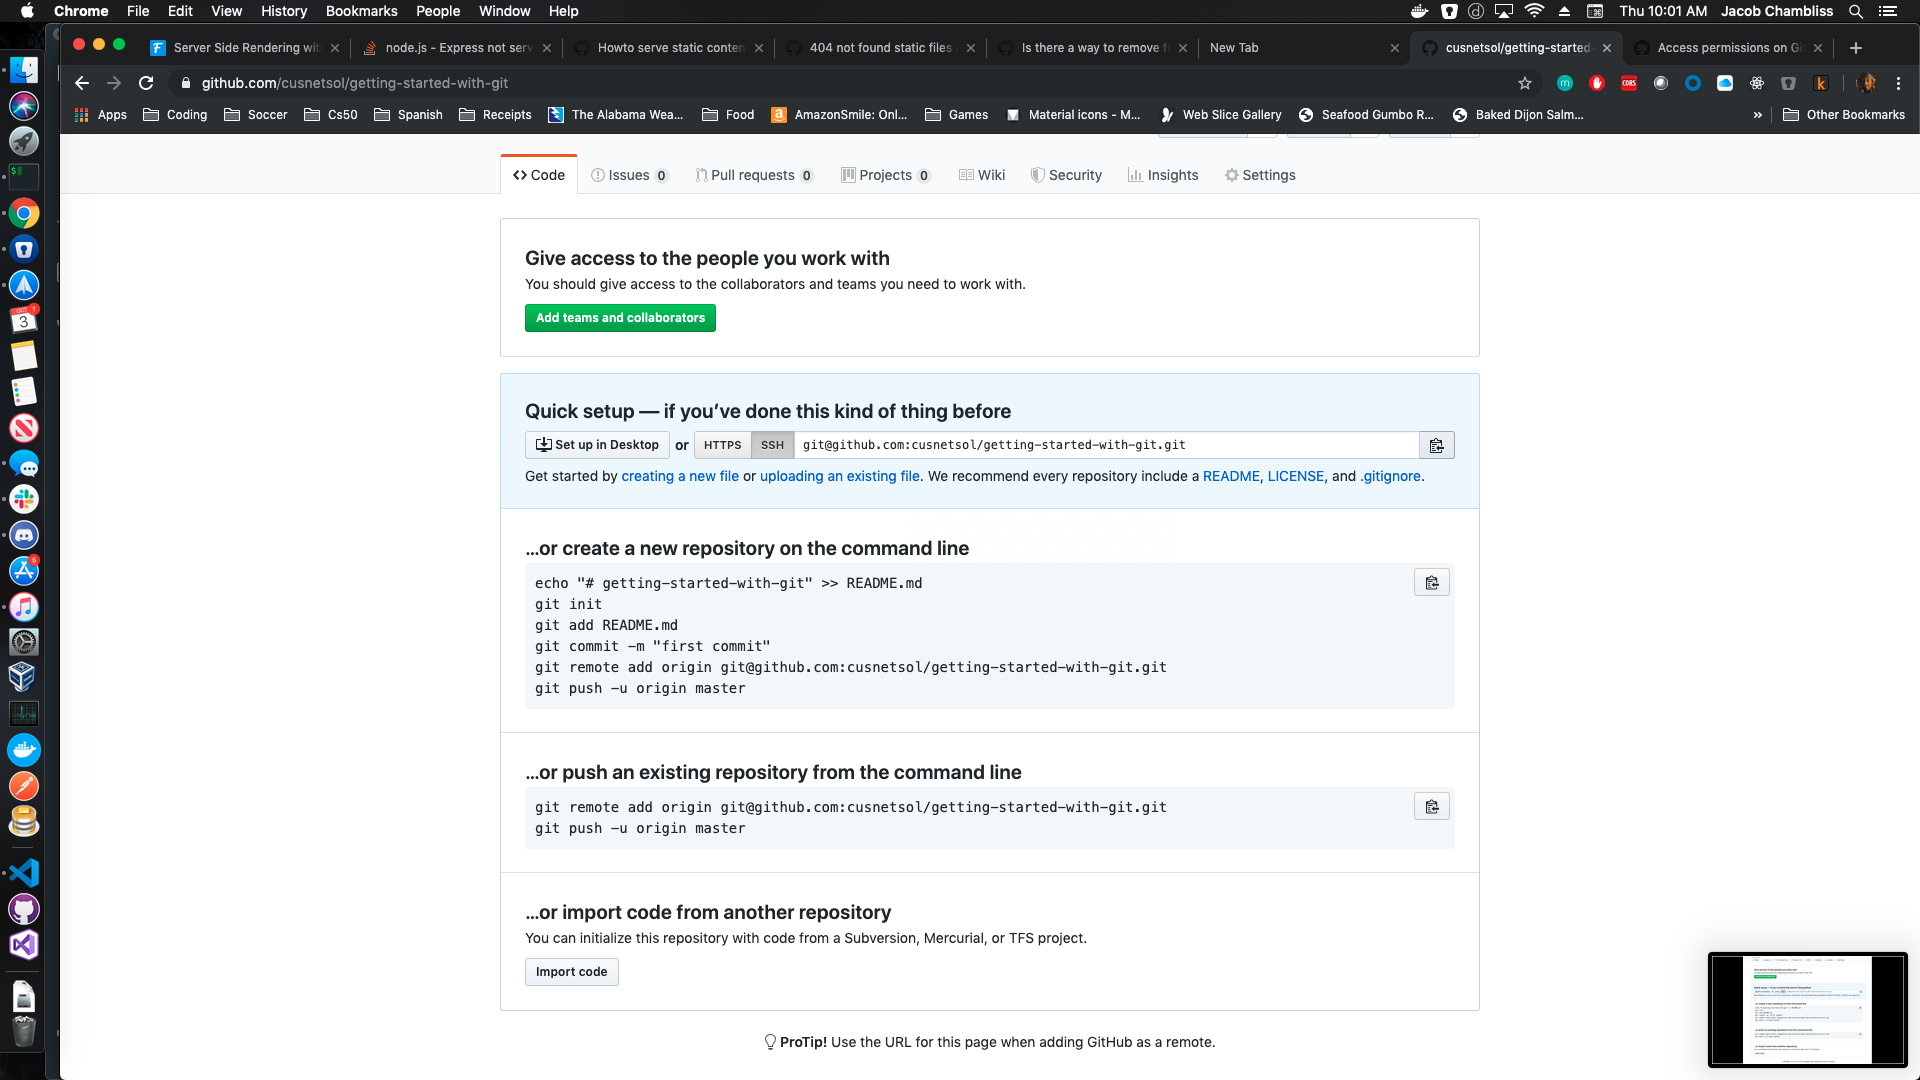 Chrome File Edit View History Bookmarks People Window Help Thu 10:01 AM Jacob Chambliss
Server Side Rendering wit node.js - Express not serv Howto serve static conten 404 not found static files Is there a way to remove f New Tab cusnetsol/getting-started- Access permissions on Gi
github.com/cusnetsol/getting-started-with-git
Apps Coding Soccer Cs50 Spanish Receipts The Alabama Wea... Food AmazonSmile: Onl... Games Material icons - M... Web Slice Gallery Seafood Gumbo R... Baked Dijon Salm... » Other Bookmarks
Code Issues 0 Pull requests 0 Projects 0 Wiki Security Insights Settings
Give access to the people you work with
You should give access to the collaborators and teams you need to work with.
Add teams and collaborators
Quick setup — if you’ve done this kind of thing before
Set up in Desktop or HTTPS SSH git@github.com:cusnetsol/getting-started-with-git.git
Get started by creating a new file or uploading an existing file. We recommend every repository include a README, LICENSE, and .gitignore.
…or create a new repository on the command line
echo "# getting-started-with-git" >> README.md
git init
git add README.md
git commit -m "first commit"
git remote add origin git@github.com:cusnetsol/getting-started-with-git.git
git push -u origin master
…or push an existing repository from the command line
git remote add origin git@github.com:cusnetsol/getting-started-with-git.git
git push -u origin master
…or import code from another repository
You can initialize this repository with code from a Subversion, Mercurial, or TFS project.
Import code
ProTip! Use the URL for this page when adding GitHub as a remote.